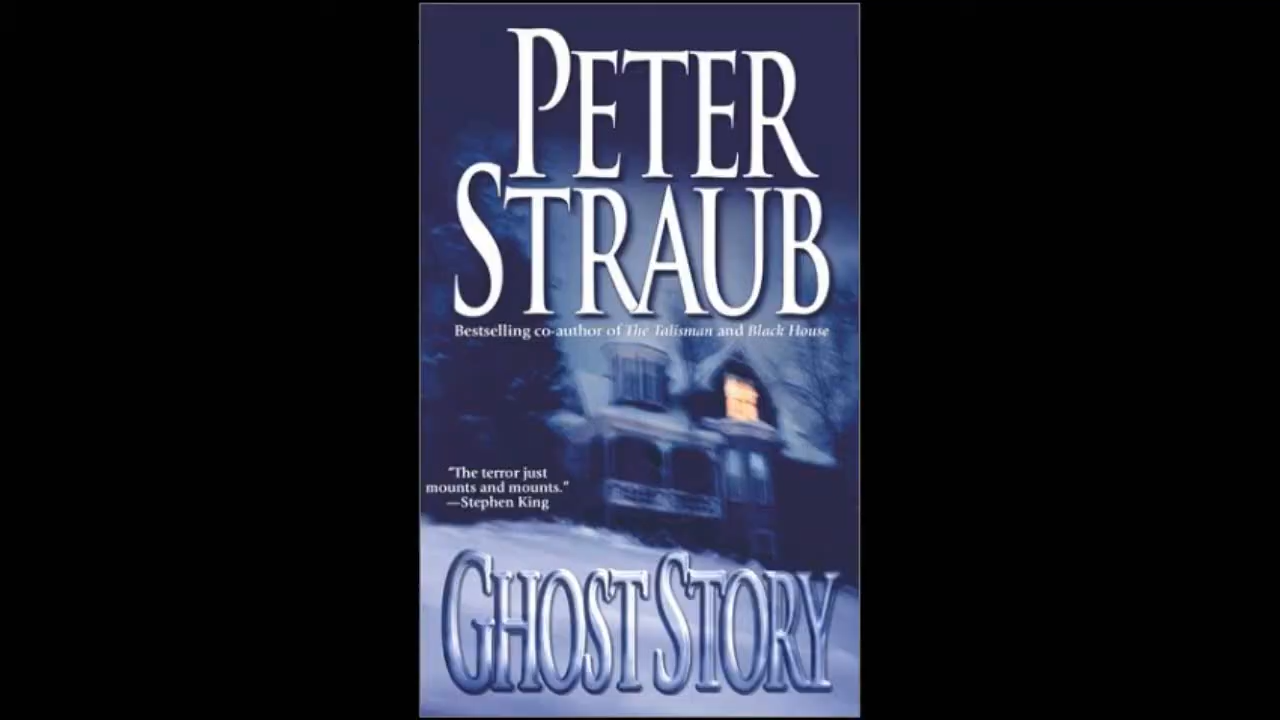 PETER
STRAUB
Bestselling co-author of The Talisman and Black House
"The terror just
mounts and mounts."
—Stephen King
GHOST STORY